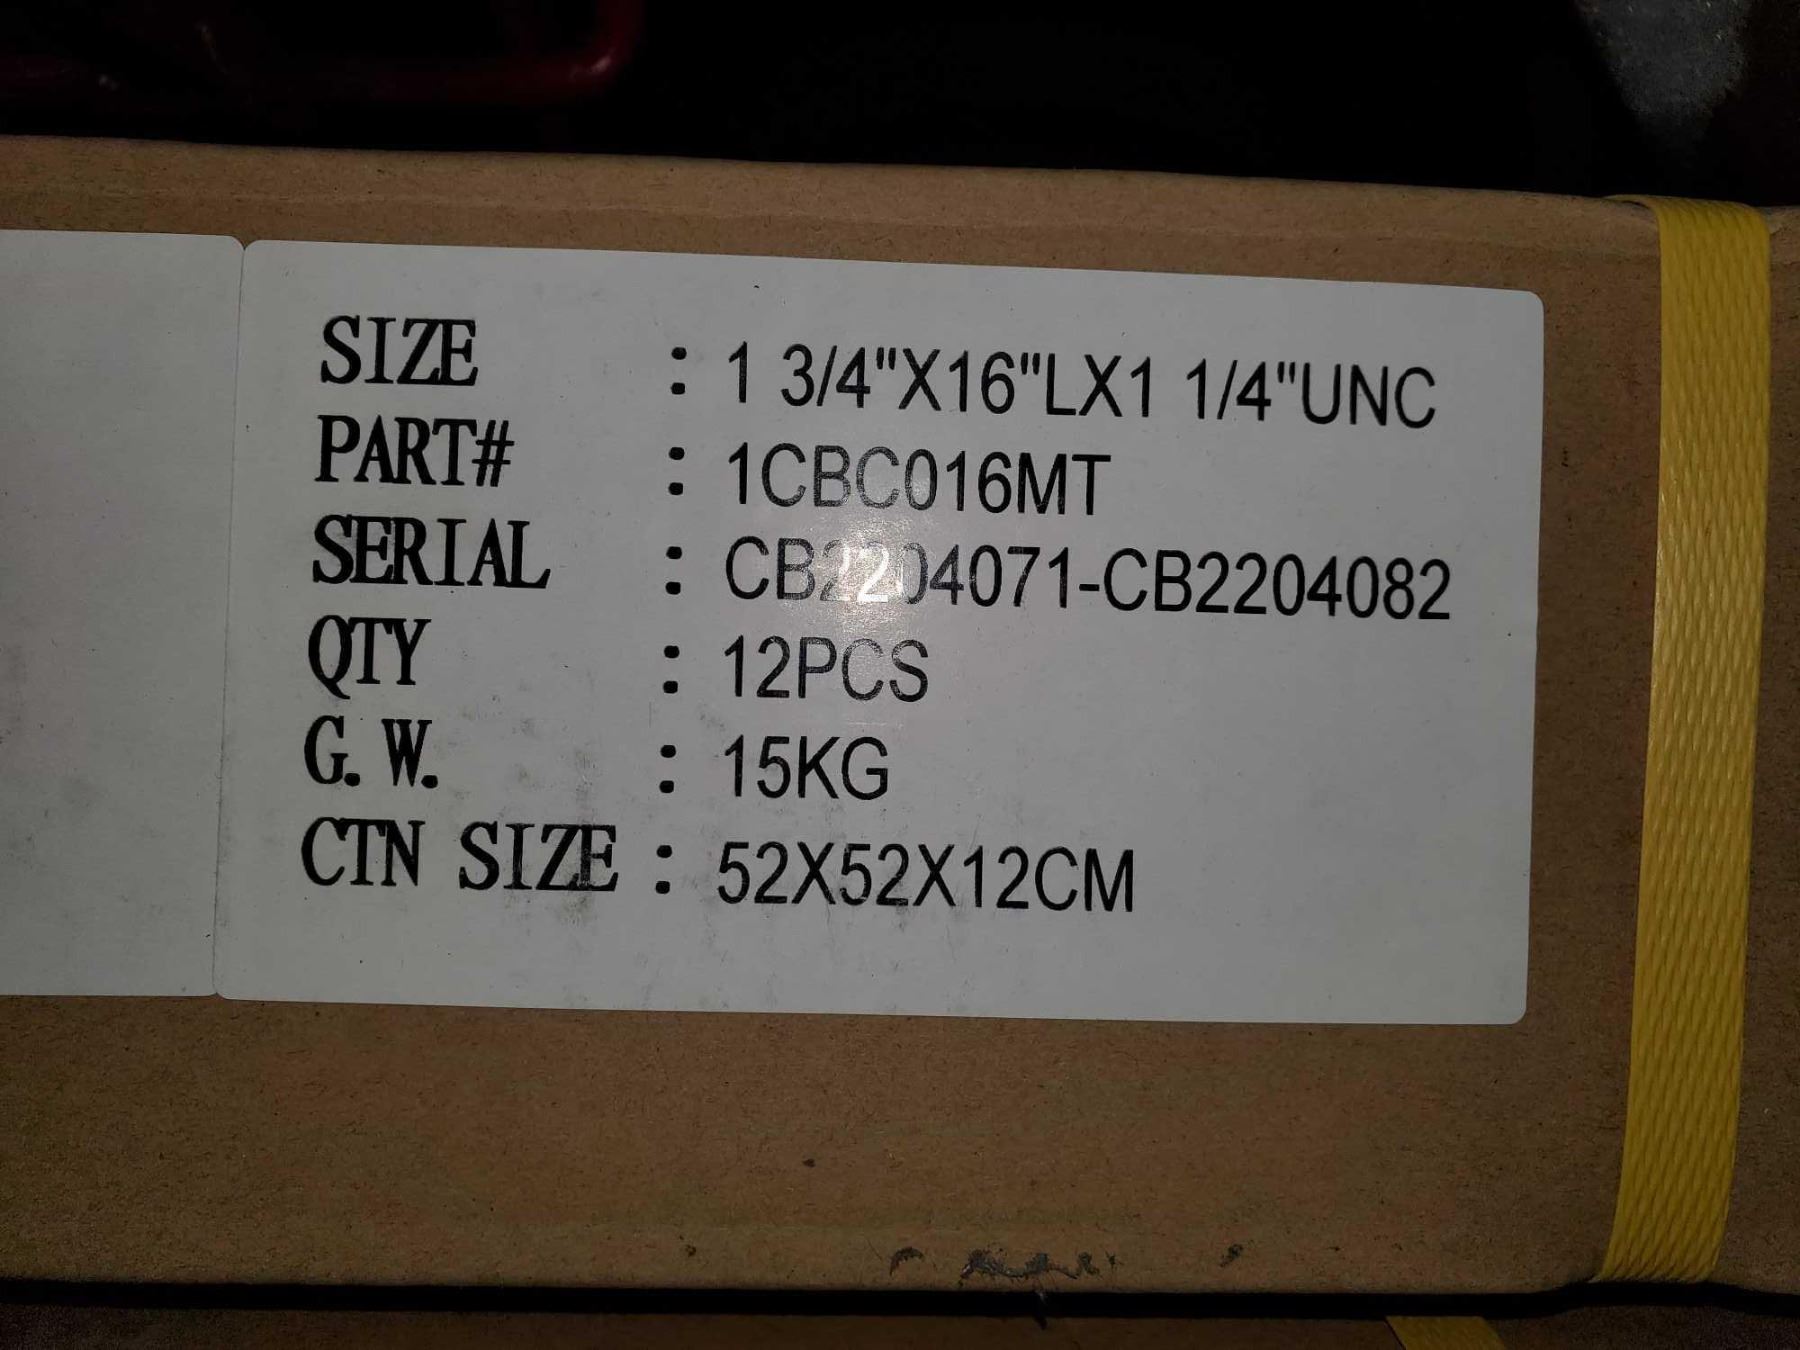 SIZE : 1 3/4"X16"LX1 1/4"UNC
PART# : 1CBC016MT
SERIAL : CB2204071-CB2204082
QTY : 12PCS
G.W. : 15KG
CTN SIZE : 52X52X12CM